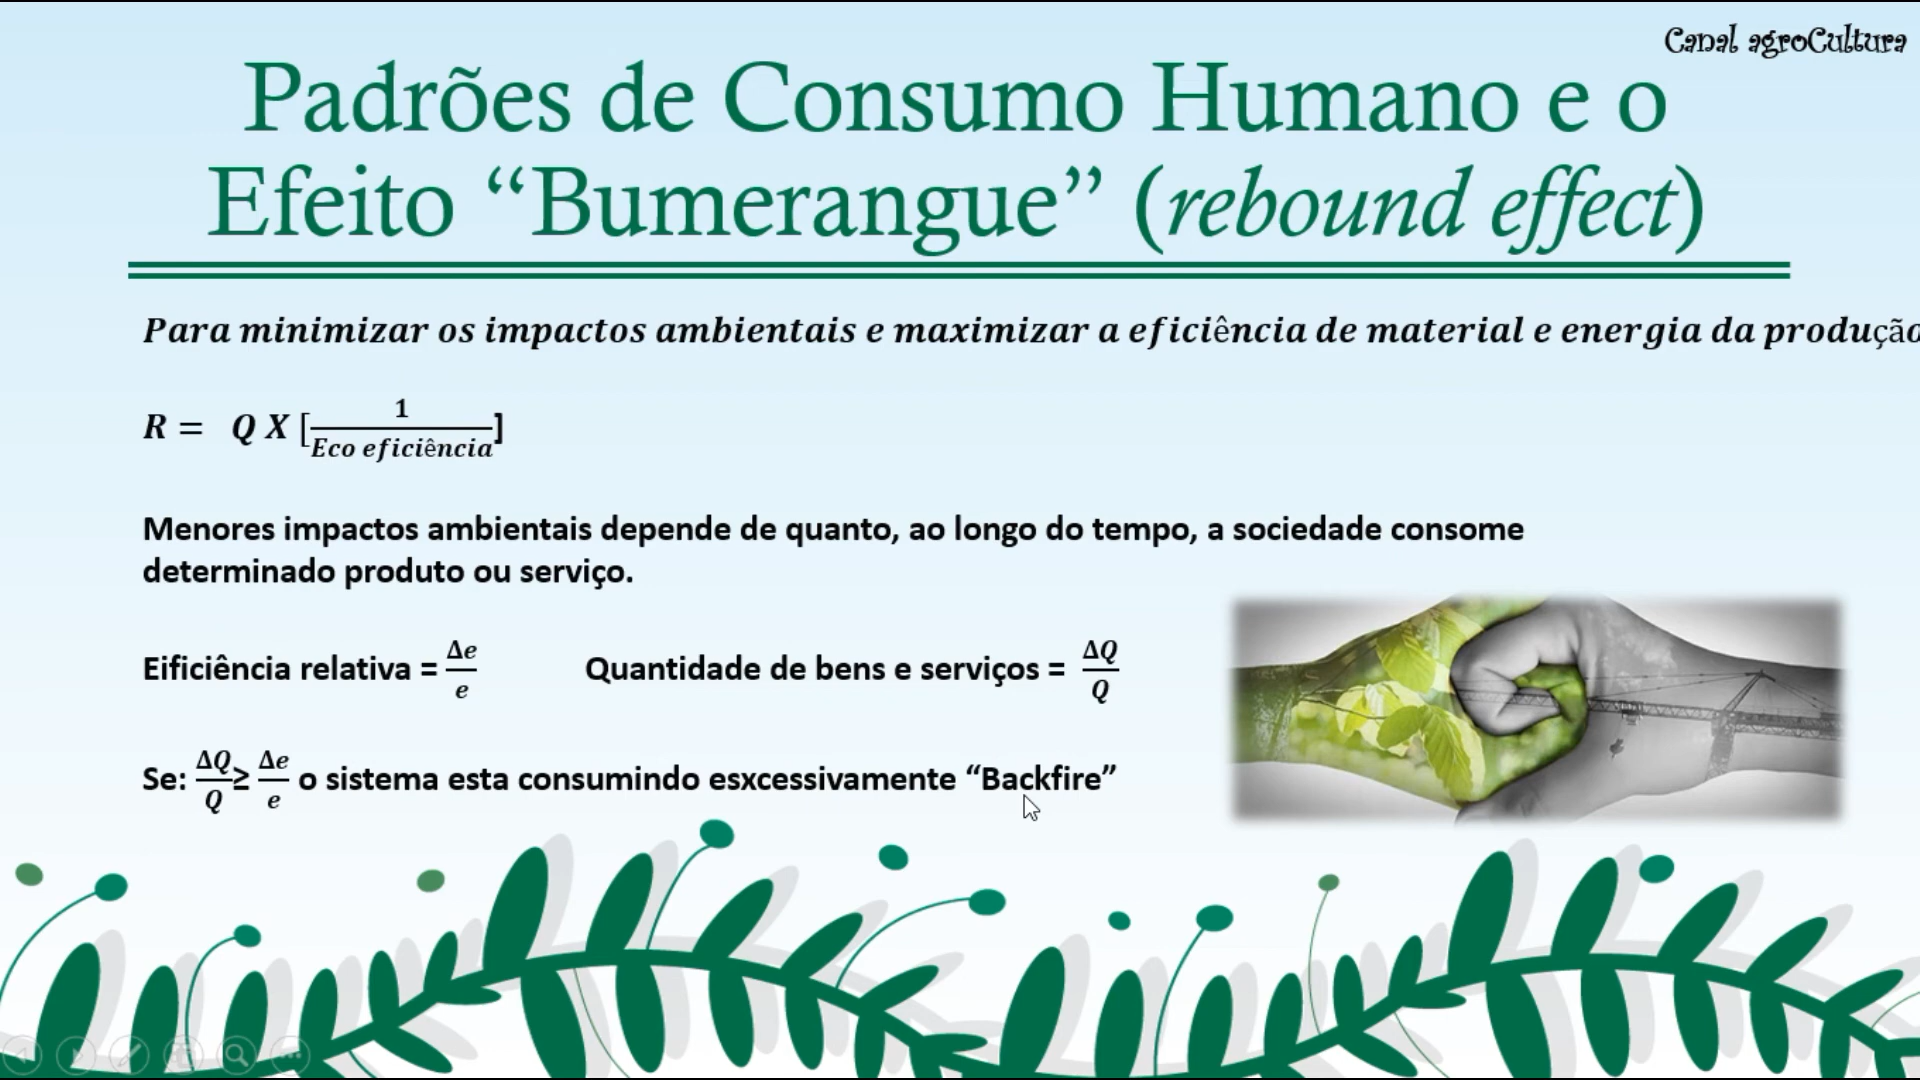 Canal agroCultura
Padrões de Consumo Humano e o
Efeito “Bumerangue” (rebound effect)
Para minimizar os impactos ambientais e maximizar a eficiência de material e energia da produção
R = Q X [1/Eco eficiência]
Menores impactos ambientais depende de quanto, ao longo do tempo, a sociedade consome
determinado produto ou serviço.
Eificiência relativa = Δe/e Quantidade de bens e serviços = ΔQ/Q
Se: ΔQ/Q ≥ Δe/e o sistema esta consumindo esxcessivamente “Backfire”